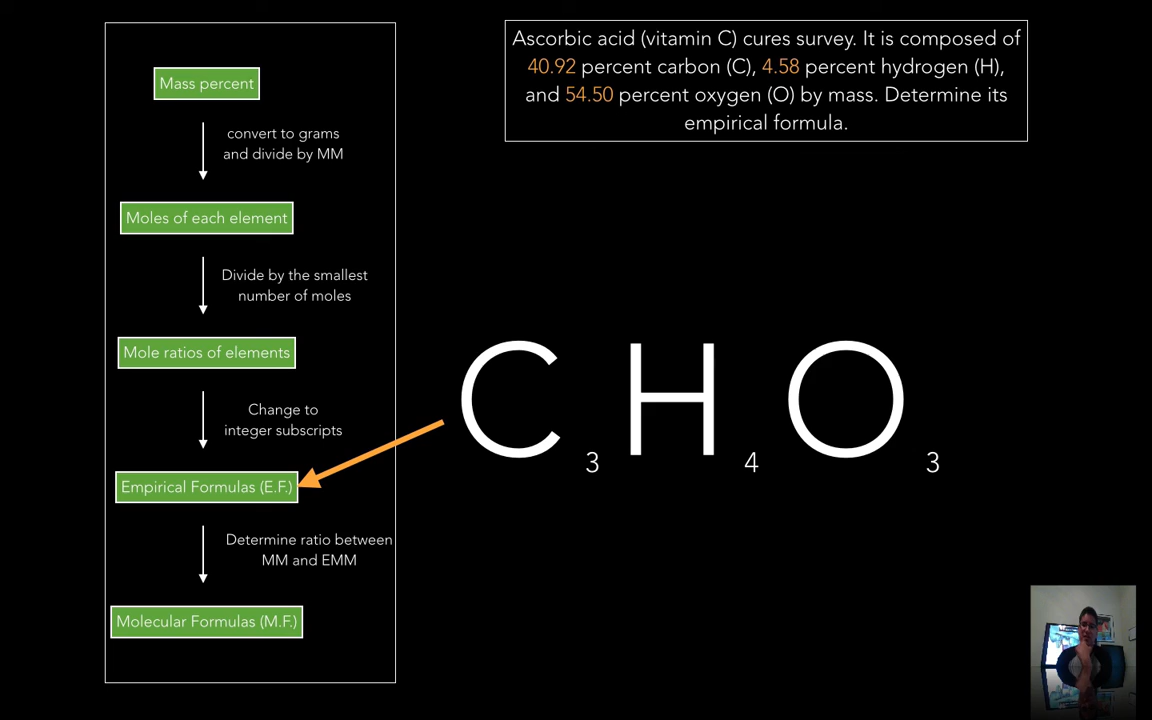 Ascorbic acid (vitamin C) cures survey. It is composed of
40.92 percent carbon (C), 4.58 percent hydrogen (H),
and 54.50 percent oxygen (O) by mass. Determine its
empirical formula.
Mass percent
convert to grams
and divide by MM
Moles of each element
Divide by the smallest
number of moles
Mole ratios of elements
Change to
integer subscripts
Empirical Formulas (E.F.)
Determine ratio between
MM and EMM
Molecular Formulas (M.F.)
C3H4O3